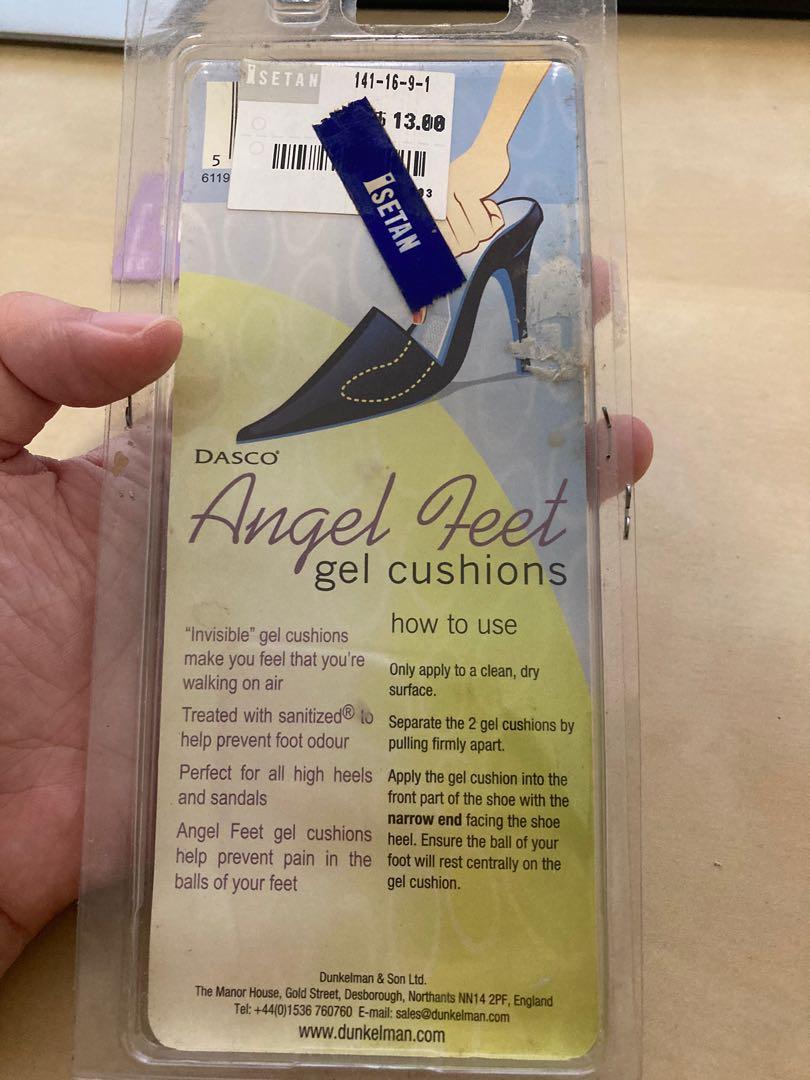 ISETAN
141-16-9-1
13.00
5
6119
03
ISETAN
DASCO®
Angel Feet
gel cushions
"Invisible" gel cushions
make you feel that you're
walking on air
Treated with sanitized® to
help prevent foot odour
Perfect for all high heels
and sandals
Angel Feet gel cushions
help prevent pain in the
balls of your feet
how to use
Only apply to a clean, dry
surface.
Separate the 2 gel cushions by
pulling firmly apart.
Apply the gel cushion into the
front part of the shoe with the
narrow end facing the shoe
heel. Ensure the ball of your
foot will rest centrally on the
gel cushion.
Dunkelman & Son Ltd.
The Manor House, Gold Street, Desborough, Northants NN14 2PF, England
Tel: +44(0)1536 760760 E-mail: sales@dunkelman.com
www.dunkelman.com